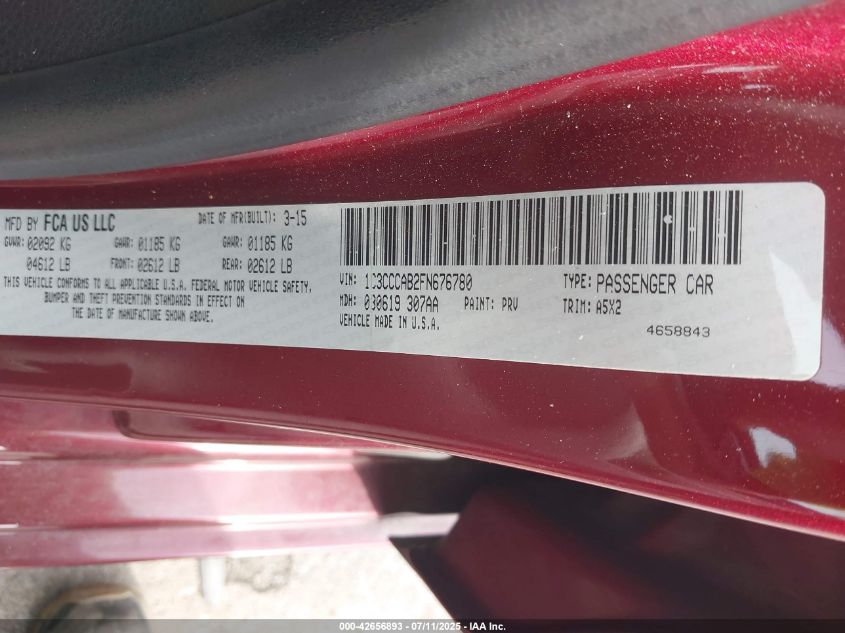 MFD BY FCA US LLC
DATE OF MFR(BUILT): 3-15
GVWR: 02092 KG GAWR: 01185 KG GAWR: 01185 KG
04612 LB FRONT: 02612 LB REAR: 02612 LB
THIS VEHICLE CONFORMS TO ALL APPLICABLE U.S.A. FEDERAL MOTOR VEHICLE SAFETY,
BUMPER AND THEFT PREVENTION STANDARDS IN EFFECT ON
THE DATE OF MANUFACTURE SHOWN ABOVE.
VIN: 1C3CCCAB2FN676780 TYPE: PASSENGER CAR
MDH: 030619 307AA PAINT: PRV TRIM: A5X2
VEHICLE MADE IN U.S.A.
4658843
000-42656893 - 07/11/2025 - © IAA Inc.